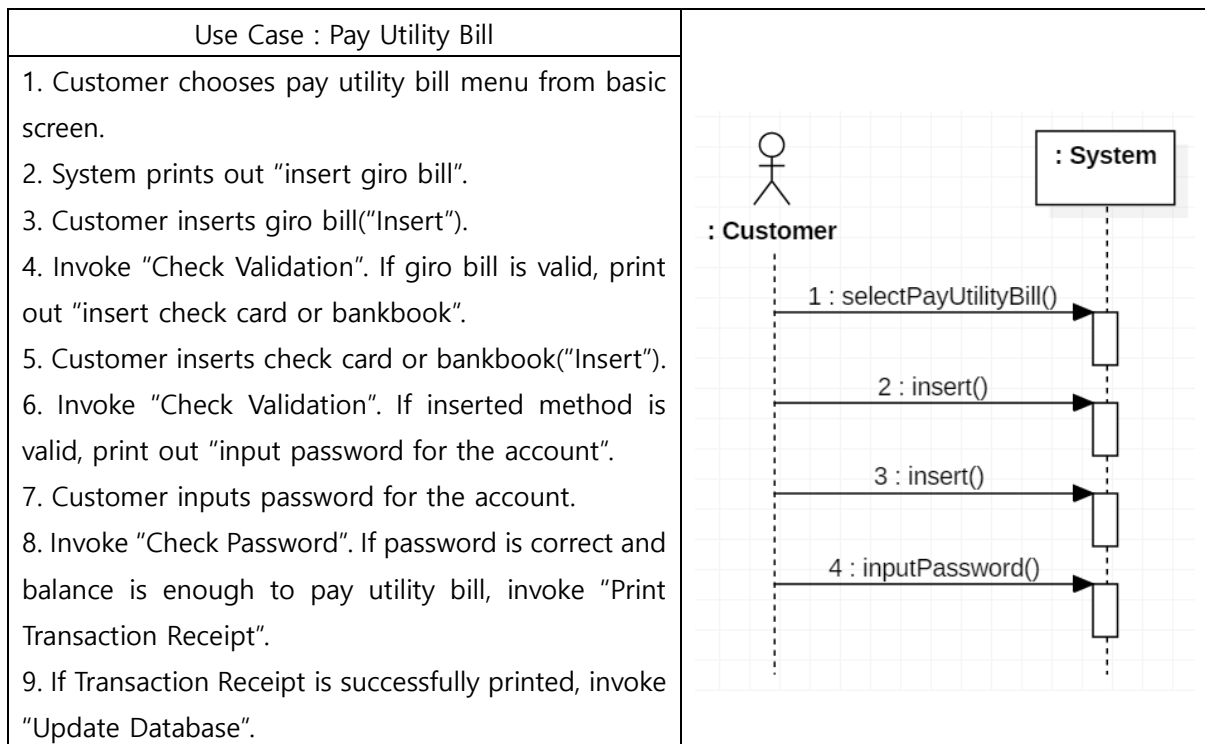 Use Case : Pay Utility Bill
1. Customer chooses pay utility bill menu from basic
screen.
2. System prints out “insert giro bill”.
3. Customer inserts giro bill(“Insert”).
4. Invoke “Check Validation”. If giro bill is valid, print
out “insert check card or bankbook”.
5. Customer inserts check card or bankbook(“Insert”).
6. Invoke “Check Validation”. If inserted method is
valid, print out “input password for the account”.
7. Customer inputs password for the account.
8. Invoke “Check Password”. If password is correct and
balance is enough to pay utility bill, invoke “Print
Transaction Receipt”.
9. If Transaction Receipt is successfully printed, invoke
“Update Database”.
: Customer
: System
1 : selectPayUtilityBill()
2 : insert()
3 : insert()
4 : inputPassword()